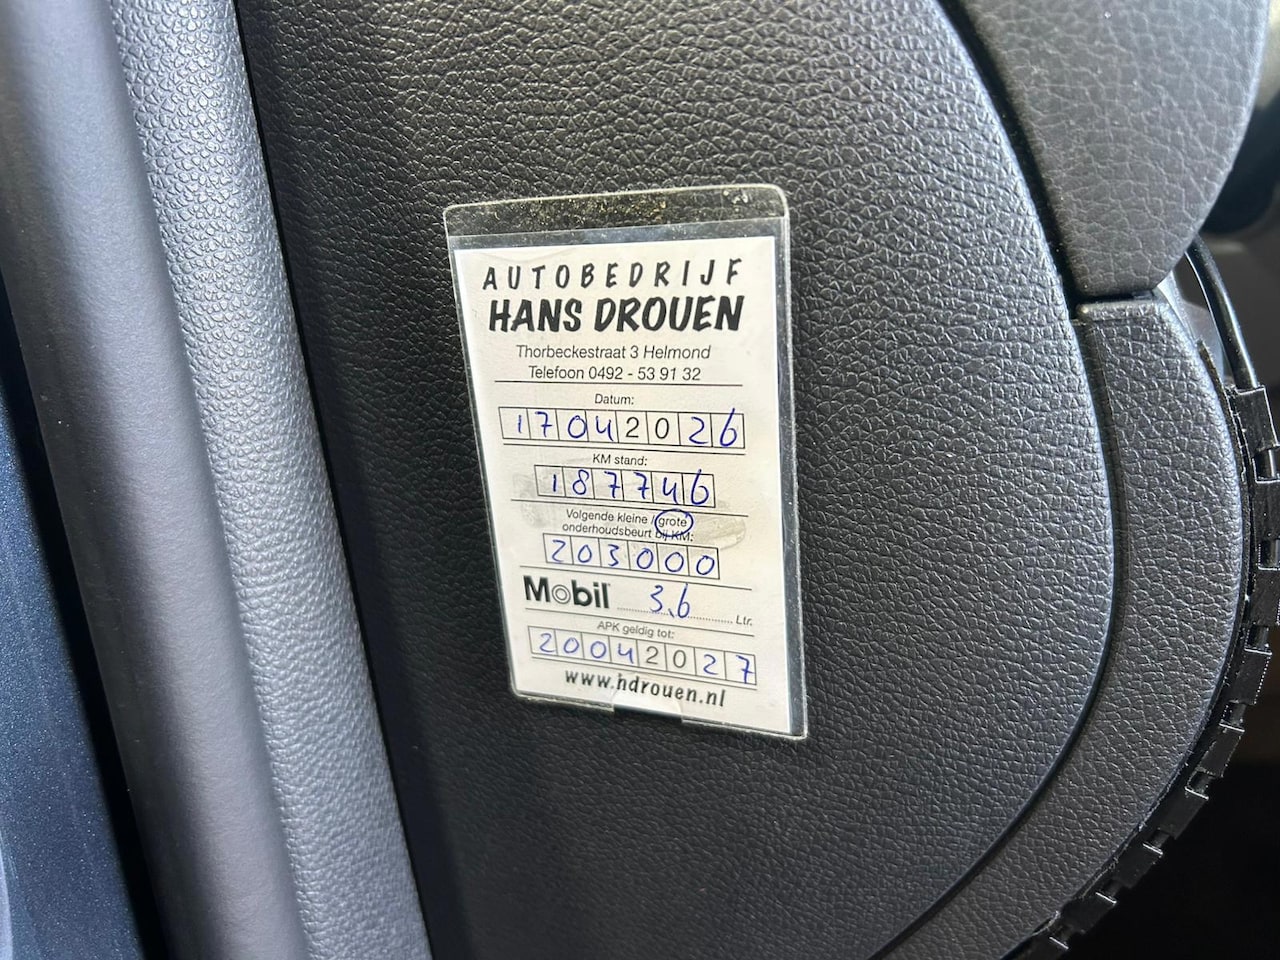 AUTOBEDRIJF
HANS DROUEN
Thorbeckestraat 3 Helmond
Telefoon 0492 - 53 91 32
Datum:
17042026
KM stand:
187746
Volgende kleine / grote
onderhoudsbeurt bij KM:
203000
Mobil 3,6 Ltr.
APK geldig tot:
20042027
www.hdrouen.nl